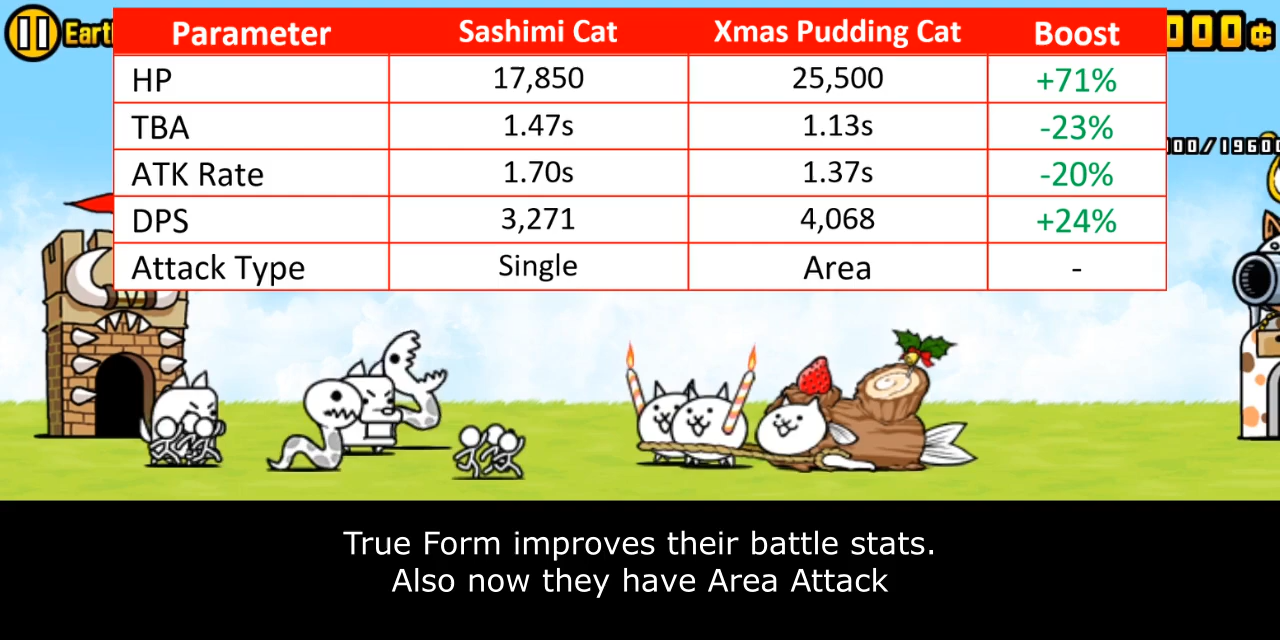 Earth
Parameter Sashimi Cat Xmas Pudding Cat Boost
HP 17,850 25,500 +71%
TBA 1.47s 1.13s -23%
ATK Rate 1.70s 1.37s -20%
DPS 3,271 4,068 +24%
Attack Type Single Area -
True Form improves their battle stats.
Also now they have Area Attack